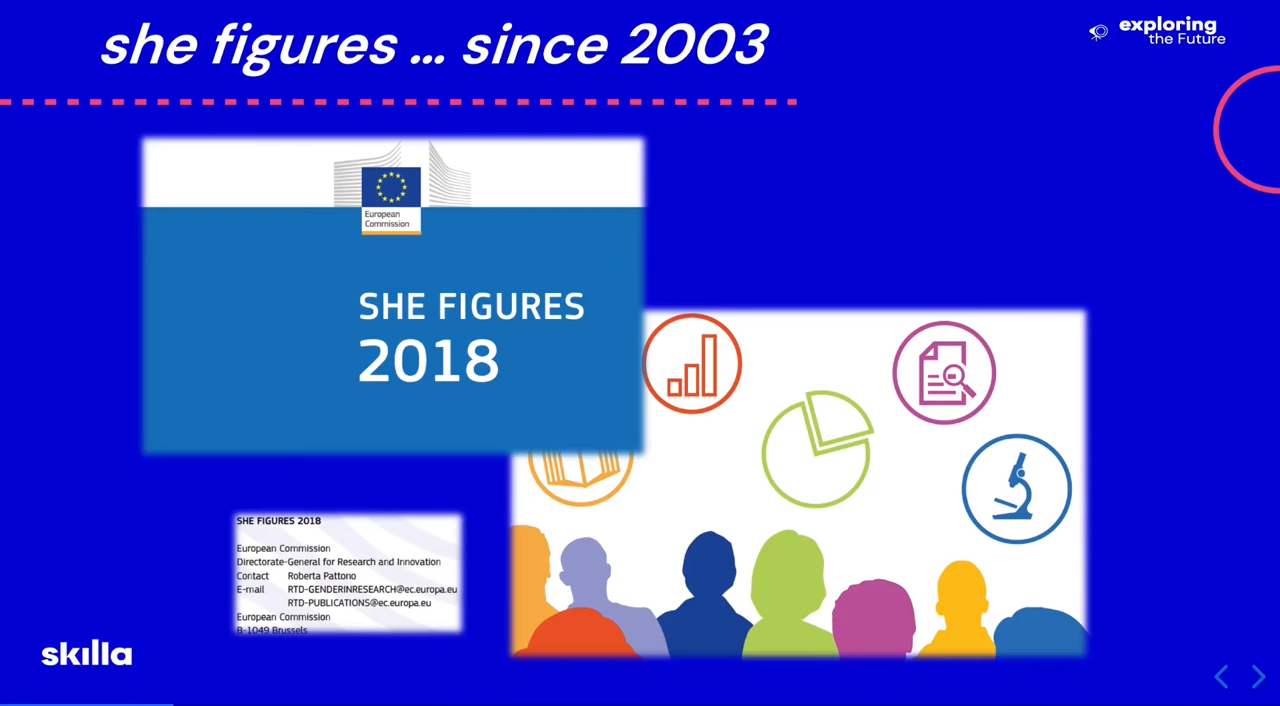 she figures ... since 2003
exploring
the Future
European
Commission
SHE FIGURES
2018
SHE FIGURES 2018
European Commission
Directorate-General for Research and Innovation
Contact Roberta Pattono
E-mail RTD-GENDERINRESEARCH@ec.europa.eu
RTD-PUBLICATIONS@ec.europa.eu
European Commission
B-1049 Brussels
skilla